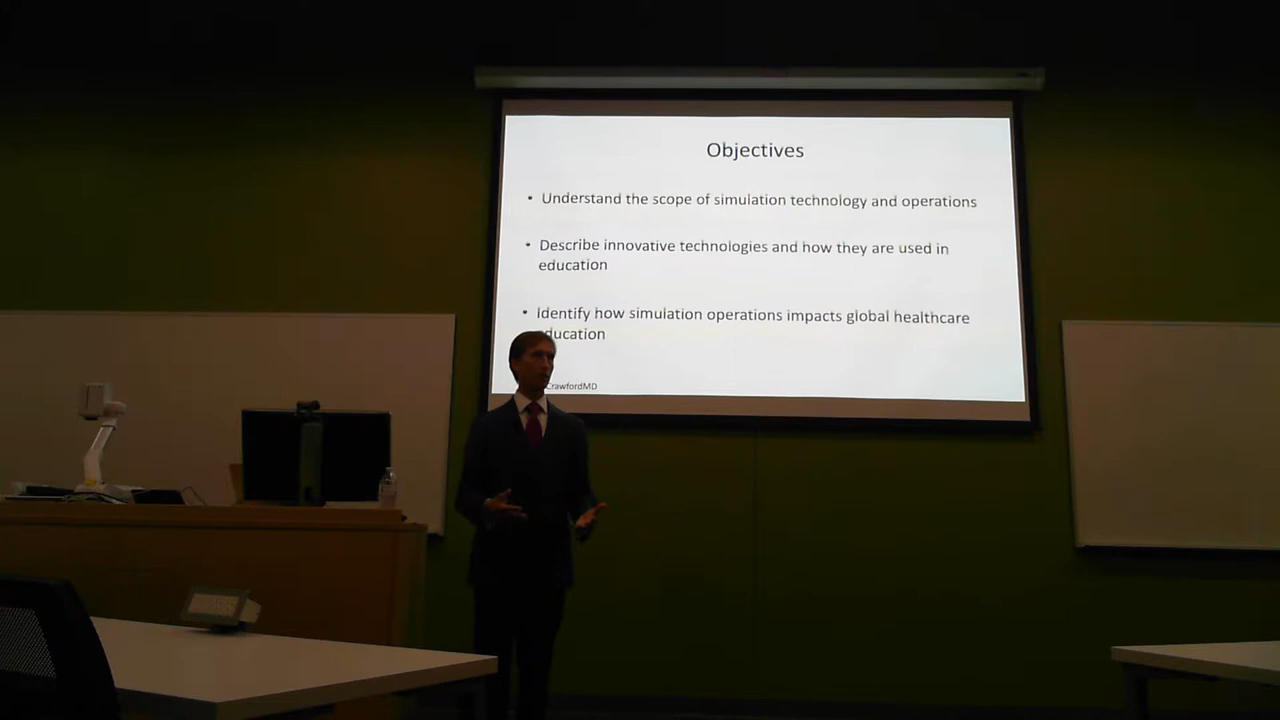 Objectives
• Understand the scope of simulation technology and operations
• Describe innovative technologies and how they are used in
education
• Identify how simulation operations impacts global healthcare
education
CrawfordMD